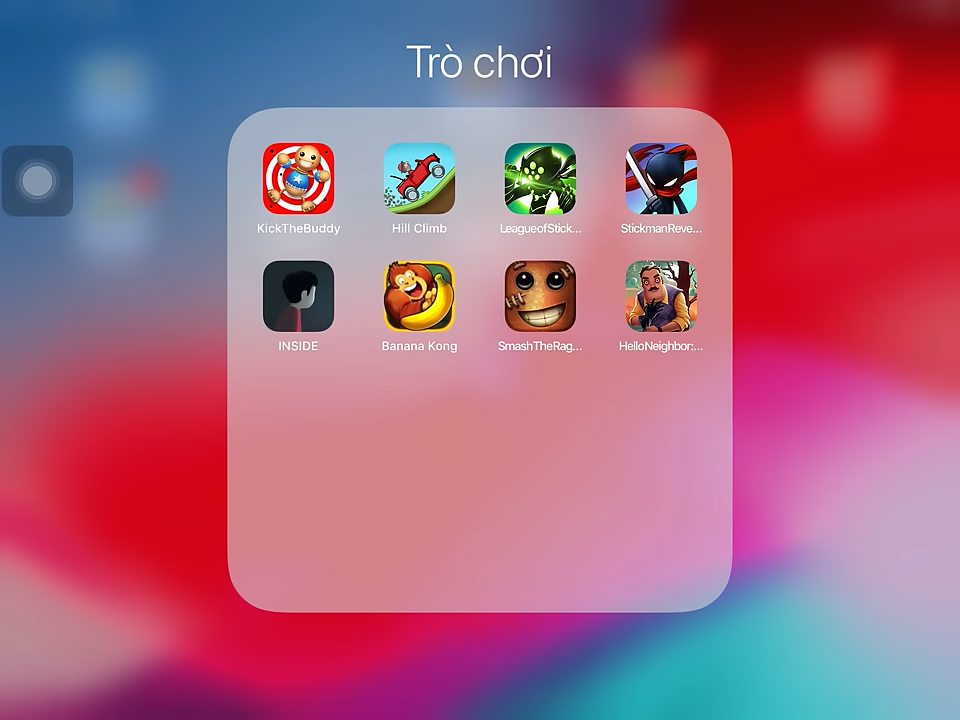 Trò chơi
KickTheBuddy
Hill Climb
LeagueofStick...
StickmanReve...
INSIDE
Banana Kong
SmashTheRag...
HelloNeighbor:...